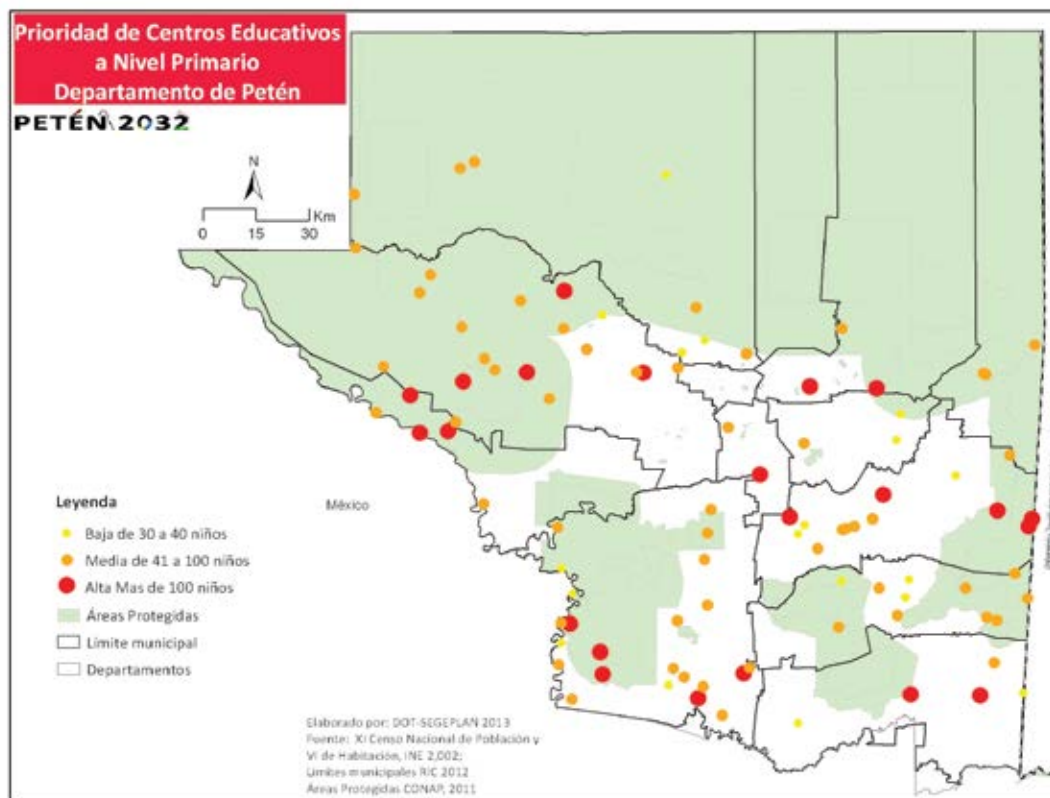 Prioridad de Centros Educativos
a Nivel Primario
Departamento de Petén
PETÉN 2032
N
Km
0 15 30
México
Leyenda
Baja de 30 a 40 niños
Media de 41 a 100 niños
Alta Mas de 100 niños
Áreas Protegidas
Límite municipal
Departamentos
Elaborado por: DOT-SEGEPLAN 2013
Fuente: XI Censo Nacional de Población y
VI de Habitación, INE 2,002;
Límites municipales RIC 2012
Áreas Protegidas CONAP, 2011